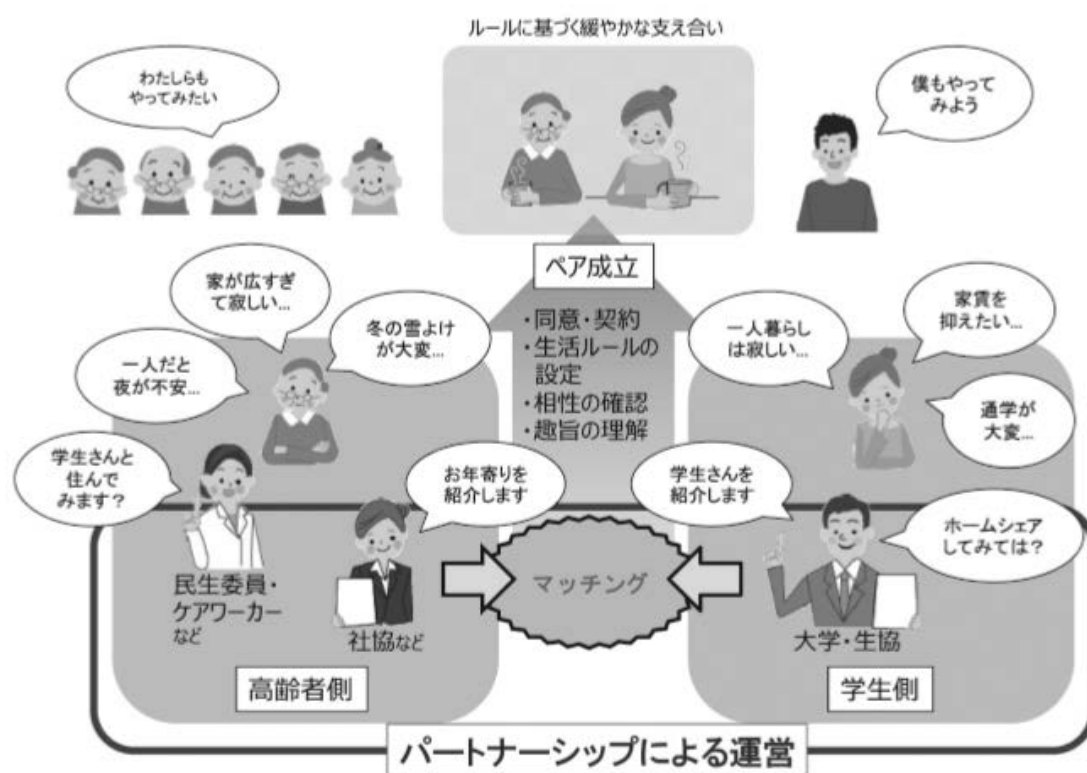 ルールに基づく緩やかな支え合い
わたしらも
やってみたい
僕もやって
みよう
ペア成立
・同意・契約
・生活ルールの
設定
・相性の確認
・趣旨の理解
家が広すぎ
て寂しい…
冬の雪よけ
が大変…
一人だと
夜が不安…
一人暮らし
は寂しい…
家賃を
抑えたい…
通学が
大変…
学生さんと
住んで
みます？
お年寄りを
紹介します
学生さんを
紹介します
ホームシェア
してみては？
マッチング
民生委員・
ケアワーカー
など
社協など
大学・生協
高齢者側
学生側
パートナーシップによる運営